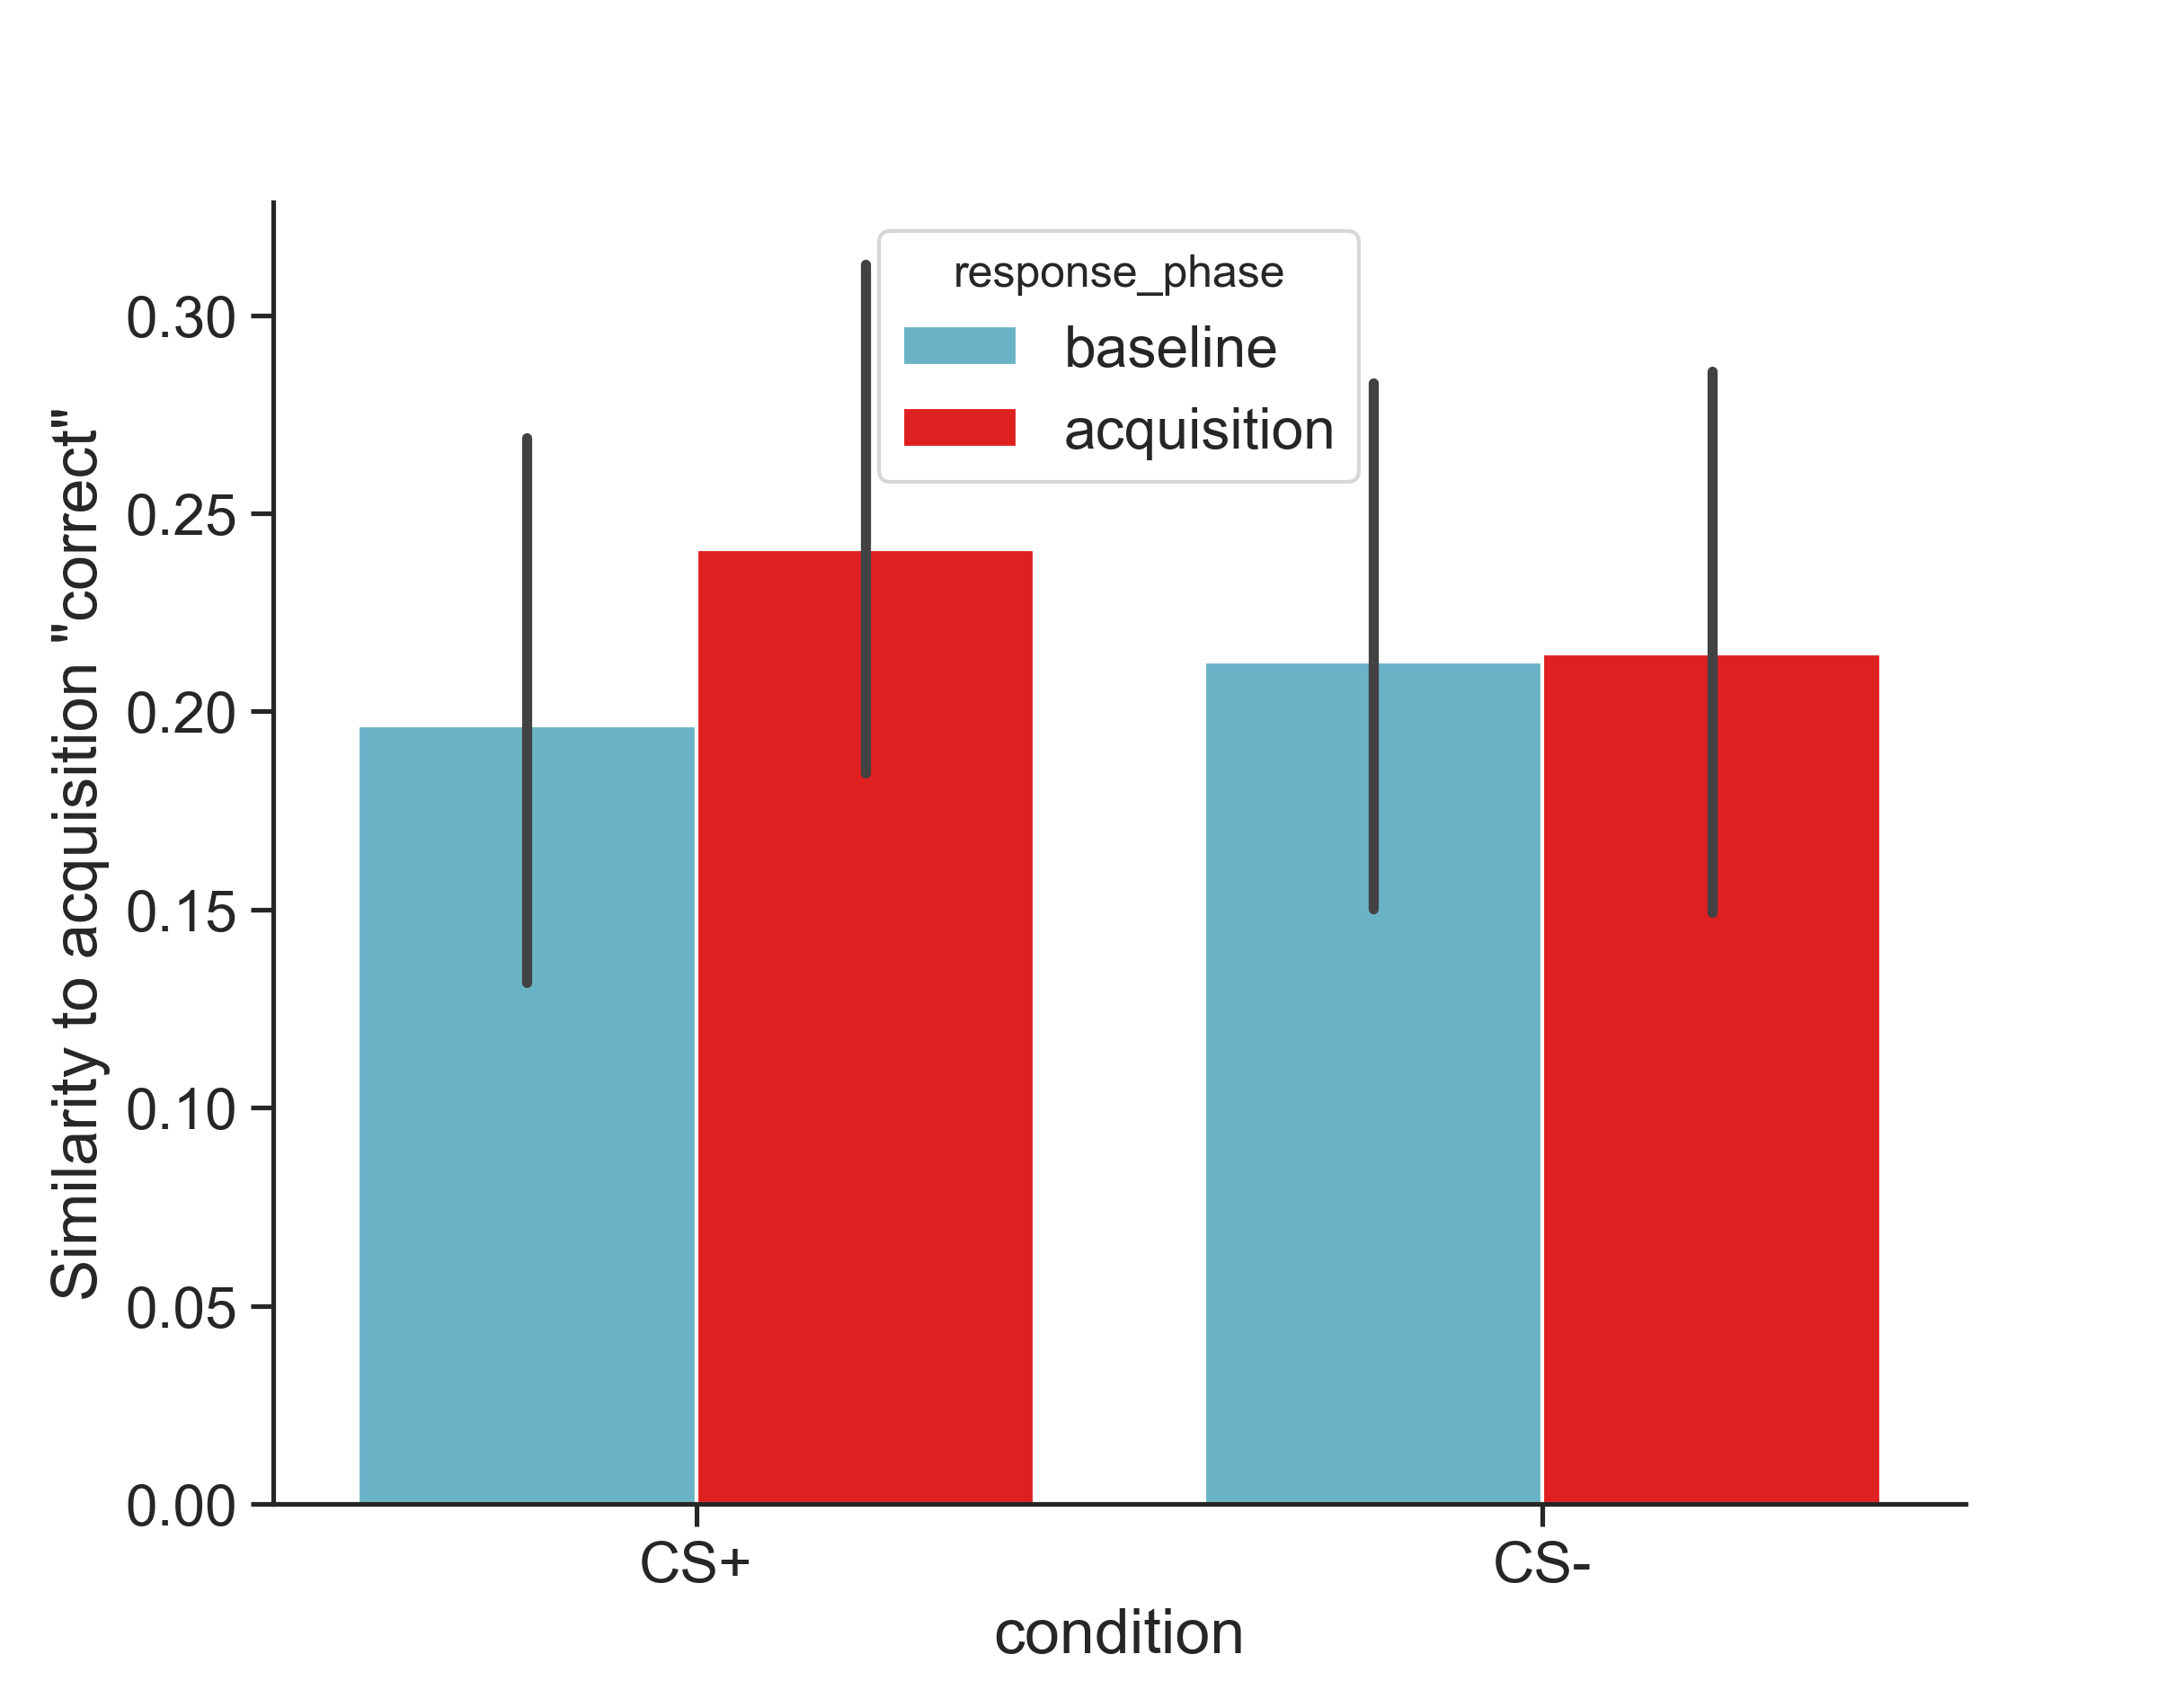 Similarity to acquisition "correct"
0.30
0.25
0.20
0.15
0.10
0.05
0.00
response_phase
baseline
acquisition
CS+
CS-
condition